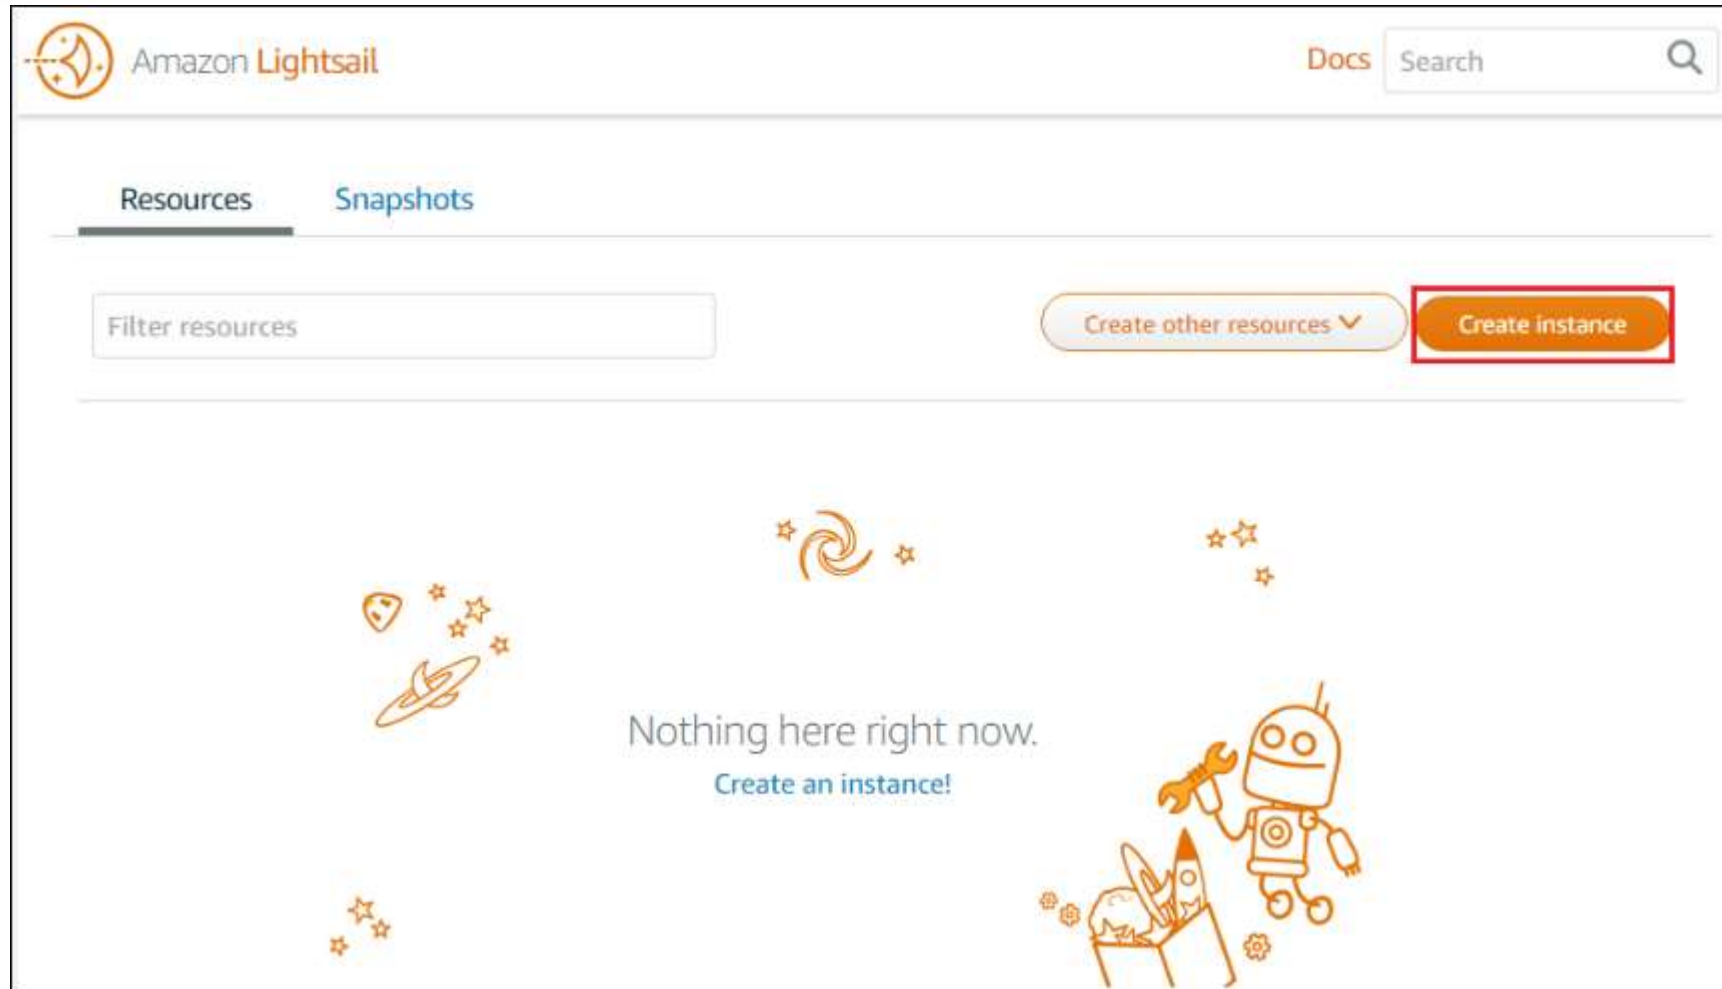 Amazon Lightsail
Docs
Search
Resources
Snapshots
Filter resources
Create other resources
Create instance
Nothing here right now.
Create an instance!